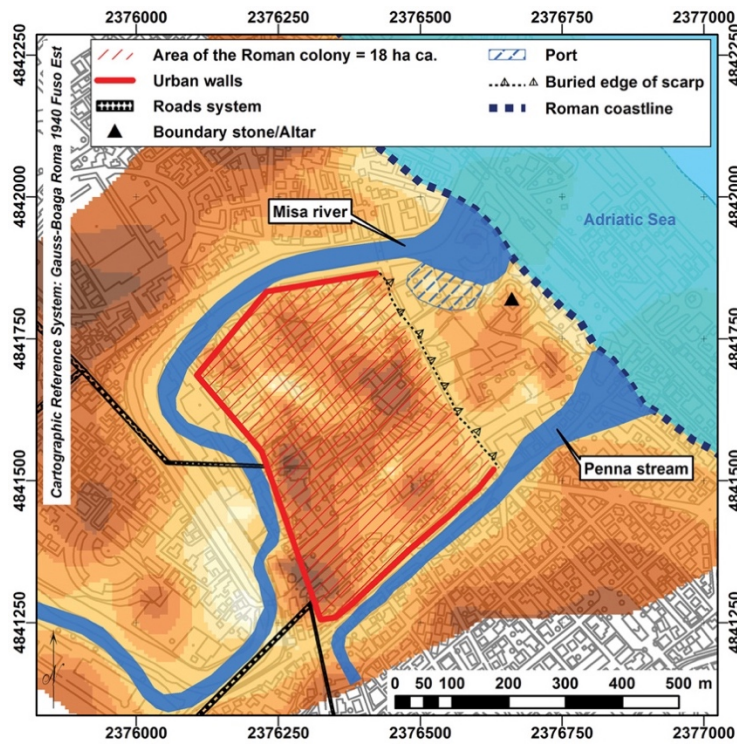 2376000 2376250 2376500 2376750 2377000
4842250
4842250
Area of the Roman colony = 18 ha ca.
Urban walls
Roads system
Boundary stone/Altar
Port
Buried edge of scarp
Roman coastline
Cartographic Reference System: Gauss-Boaga Roma 1940 Fuso Est
4842000
4842000
Misa river
Adriatic Sea
4841750
4841750
Penna stream
4841500
4841500
4841250
4841250
0 50 100 200 300 400 500 m
2376000 2376250 2376500 2376750 2377000